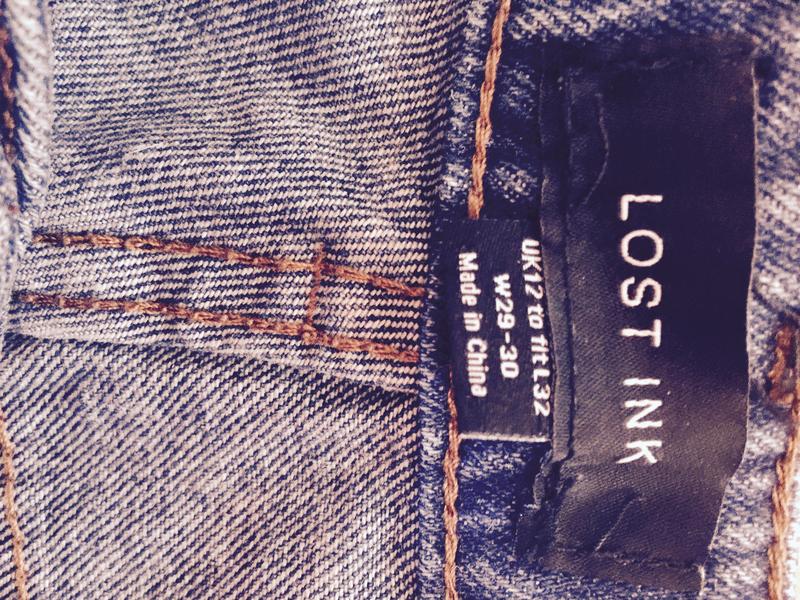 LOST INK
UK12 to fit L32
W29-30
Made in China